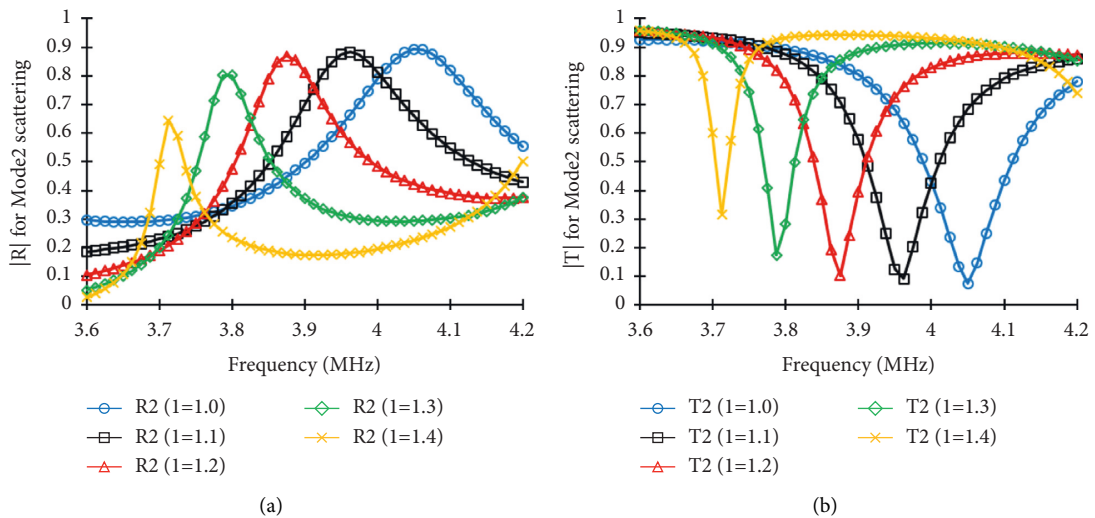 |R| for Mode2 scattering
1
0.9
0.8
0.7
0.6
0.5
0.4
0.3
0.2
0.1
0
3.6 3.7 3.8 3.9 4 4.1 4.2
Frequency (MHz)
R2 (1=1.0)
R2 (1=1.1)
R2 (1=1.2)
R2 (1=1.3)
R2 (1=1.4)
(a)
|T| for Mode2 scattering
1
0.9
0.8
0.7
0.6
0.5
0.4
0.3
0.2
0.1
0
3.6 3.7 3.8 3.9 4 4.1 4.2
Frequency (MHz)
T2 (1=1.0)
T2 (1=1.1)
T2 (1=1.2)
T2 (1=1.3)
T2 (1=1.4)
(b)